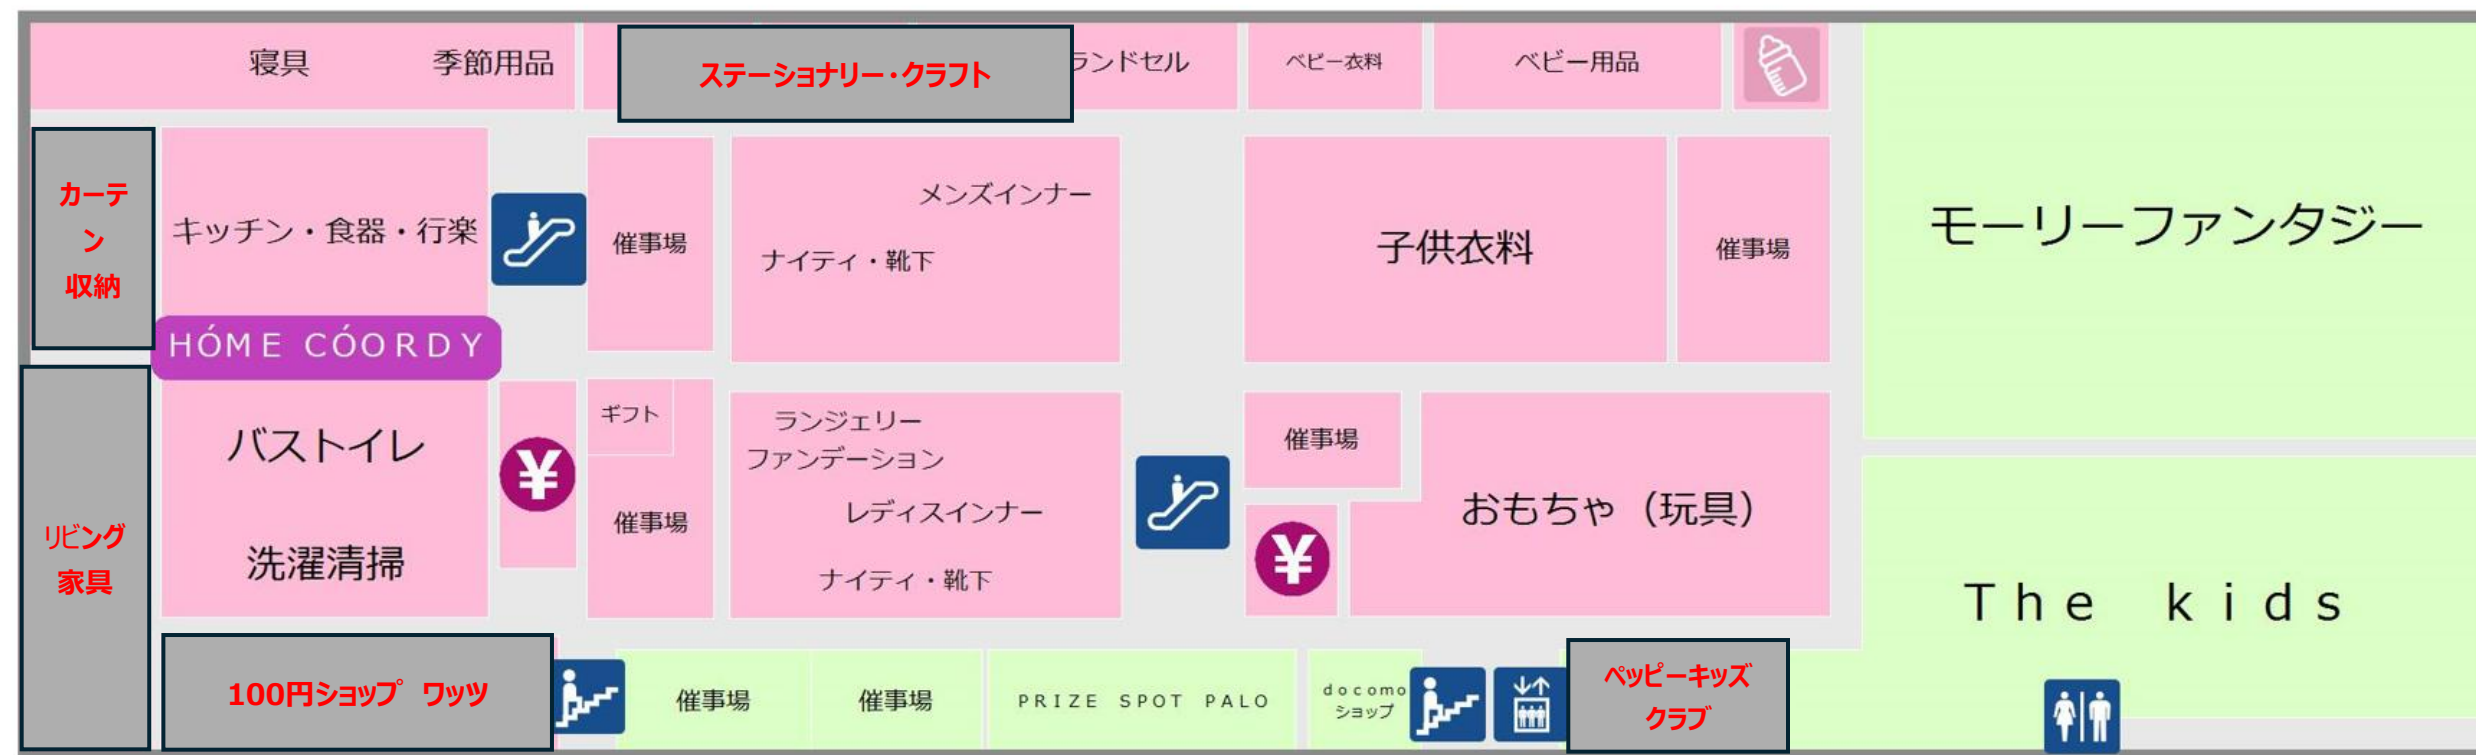 寝具
季節用品
ステーショナリー・クラフト
ランドセル
ベビー衣料
ベビー用品
カーテ
ン
収納
キッチン・食器・行楽
催事場
メンズインナー
ナイティ・靴下
子供衣料
催事場
モーリーファンタジー
HÓME CÓORDY
バストイレ
洗濯清掃
¥
ギフト
催事場
ランジェリー
ファンデーション
レディスインナー
ナイティ・靴下
催事場
¥
おもちゃ（玩具）
The kids
リビング
家具
100円ショップ ワッツ
催事場
催事場
PRIZE SPOT PALO
docomo
ショップ
ペッピーキッズ
クラブ